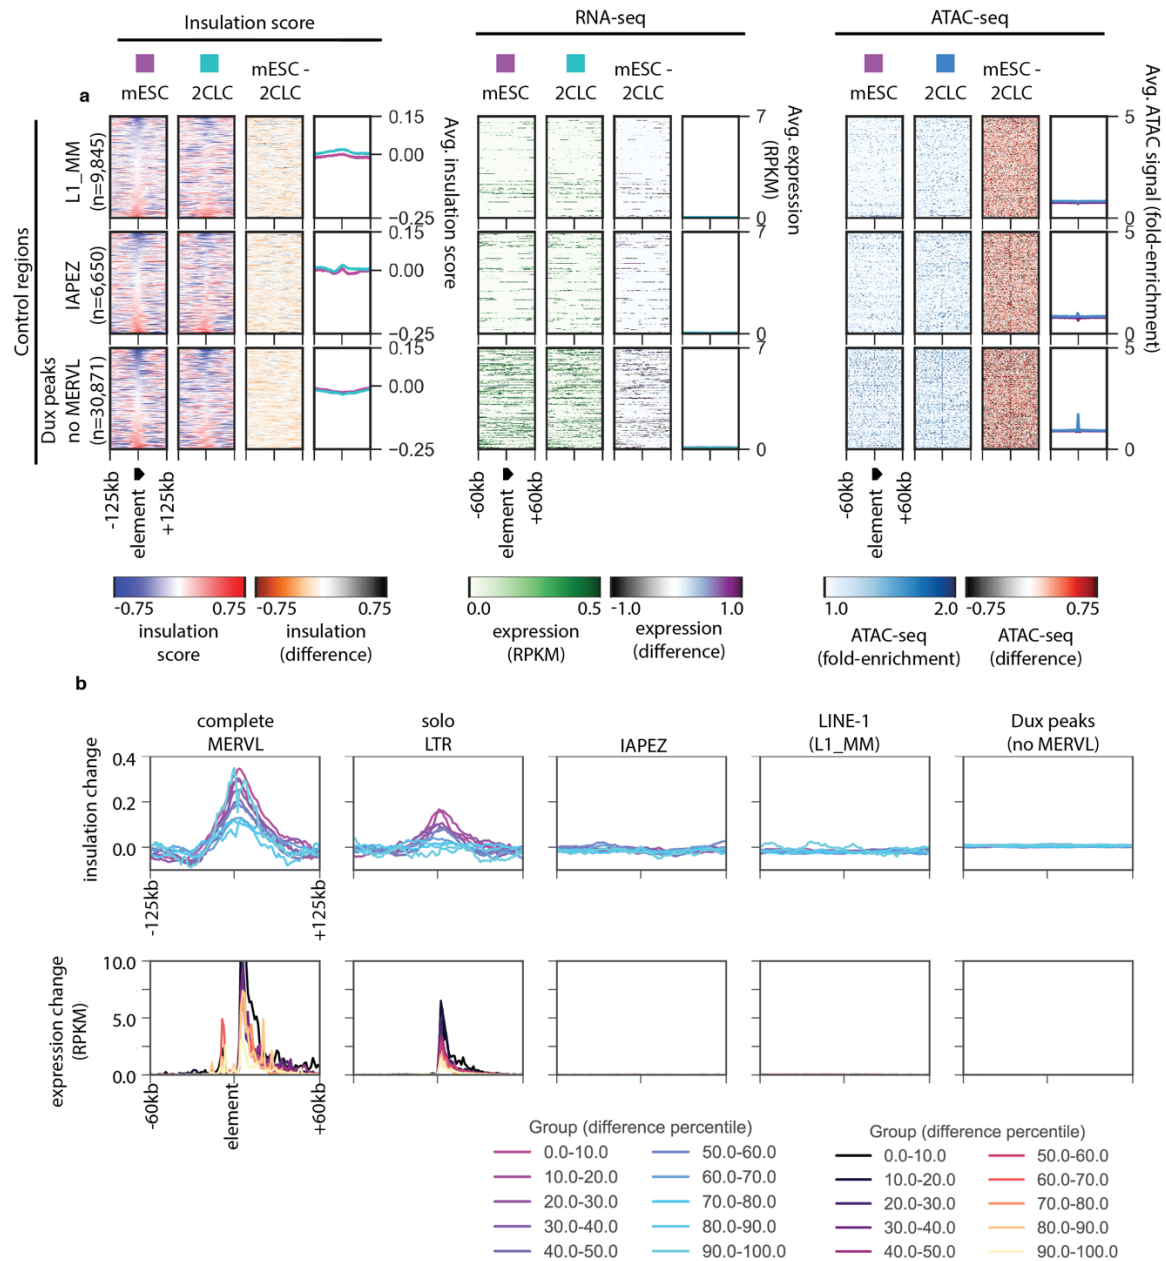 Insulation score
RNA-seq
ATAC-seq
a
mESC
2CLC
mESC -
2CLC
mESC
2CLC
mESC -
2CLC
mESC
2CLC
mESC -
2CLC
Control regions
L1_MM
(n=9,845)
IAPEZ
(n=6,650)
Dux peaks
no MERVL
(n=30,871)
0.15
0.00
−0.25
0.15
0.00
−0.25
0.15
0.00
−0.25
Avg. insulation score
7
0
7
0
7
0
Avg. expression
(RPKM)
5
0
5
0
5
0
Avg. ATAC signal (fold-enrichment)
-125kb
element
+125kb
-60kb
element
+60kb
-60kb
element
+60kb
-0.75 0.75
insulation
score
-0.75 0.75
insulation
(difference)
0.0 0.5
expression
(RPKM)
-1.0 1.0
expression
(difference)
1.0 2.0
ATAC-seq
(fold-enrichment)
-0.75 0.75
ATAC-seq
(difference)
b
complete
MERVL
solo
LTR
IAPEZ
LINE-1
(L1_MM)
Dux peaks
(no MERVL)
insulation change
0.4
0.2
0.0
-125kb
+125kb
expression change
(RPKM)
10.0
5.0
0.0
-60kb
element
+60kb
Group (difference percentile)
0.0-10.0 50.0-60.0
10.0-20.0 60.0-70.0
20.0-30.0 70.0-80.0
30.0-40.0 80.0-90.0
40.0-50.0 90.0-100.0
Group (difference percentile)
0.0-10.0 50.0-60.0
10.0-20.0 60.0-70.0
20.0-30.0 70.0-80.0
30.0-40.0 80.0-90.0
40.0-50.0 90.0-100.0